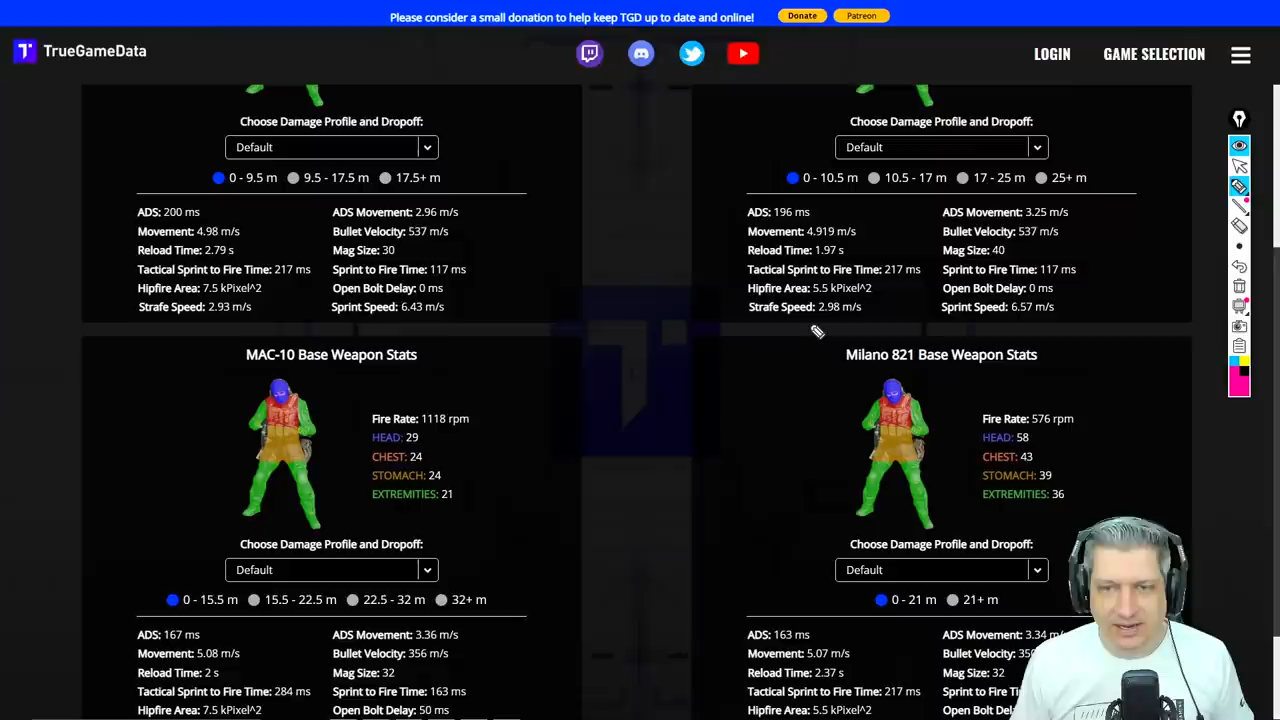 Please consider a small donation to help keep TGD up to date and online! Donate Patreon
TrueGameData LOGIN GAME SELECTION
Choose Damage Profile and Dropoff:
Default
0 - 9.5 m 9.5 - 17.5 m 17.5+ m
ADS: 200 ms ADS Movement: 2.96 m/s
Movement: 4.98 m/s Bullet Velocity: 537 m/s
Reload Time: 2.79 s Mag Size: 30
Tactical Sprint to Fire Time: 217 ms Sprint to Fire Time: 117 ms
Hipfire Area: 7.5 kPixel^2 Open Bolt Delay: 0 ms
Strafe Speed: 2.93 m/s Sprint Speed: 6.43 m/s
Choose Damage Profile and Dropoff:
Default
0 - 10.5 m 10.5 - 17 m 17 - 25 m 25+ m
ADS: 196 ms ADS Movement: 3.25 m/s
Movement: 4.919 m/s Bullet Velocity: 537 m/s
Reload Time: 1.97 s Mag Size: 40
Tactical Sprint to Fire Time: 217 ms Sprint to Fire Time: 117 ms
Hipfire Area: 5.5 kPixel^2 Open Bolt Delay: 0 ms
Strafe Speed: 2.98 m/s Sprint Speed: 6.57 m/s
MAC-10 Base Weapon Stats
Fire Rate: 1118 rpm
HEAD: 29
CHEST: 24
STOMACH: 24
EXTREMITIES: 21
Choose Damage Profile and Dropoff:
Default
0 - 15.5 m 15.5 - 22.5 m 22.5 - 32 m 32+ m
ADS: 167 ms ADS Movement: 3.36 m/s
Movement: 5.08 m/s Bullet Velocity: 356 m/s
Reload Time: 2 s Mag Size: 32
Tactical Sprint to Fire Time: 284 ms Sprint to Fire Time: 163 ms
Hipfire Area: 7.5 kPixel^2 Open Bolt Delay: 50 ms
Milano 821 Base Weapon Stats
Fire Rate: 576 rpm
HEAD: 58
CHEST: 43
STOMACH: 39
EXTREMITIES: 36
Choose Damage Profile and Dropoff:
Default
0 - 21 m 21+ m
ADS: 163 ms ADS Movement: 3.34
Movement: 5.07 m/s Bullet Velocity:
Reload Time: 2.37 s Mag Size: 32
Tactical Sprint to Fire Time: 217 ms Sprint
Hipfire Area: 5.5 kPixel^2 Open